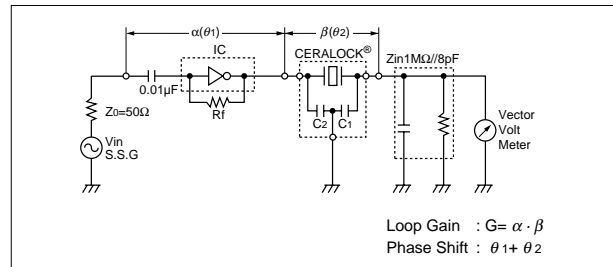 α(θ1) β(θ2)
IC CERALOCK® Zin1MΩ//8pF
0.01µF
Z0=50Ω
Rf
C2 C1
Vector
Volt
Meter
Vin
S.S.G
Loop Gain : G= α · β
Phase Shift : θ1+ θ2